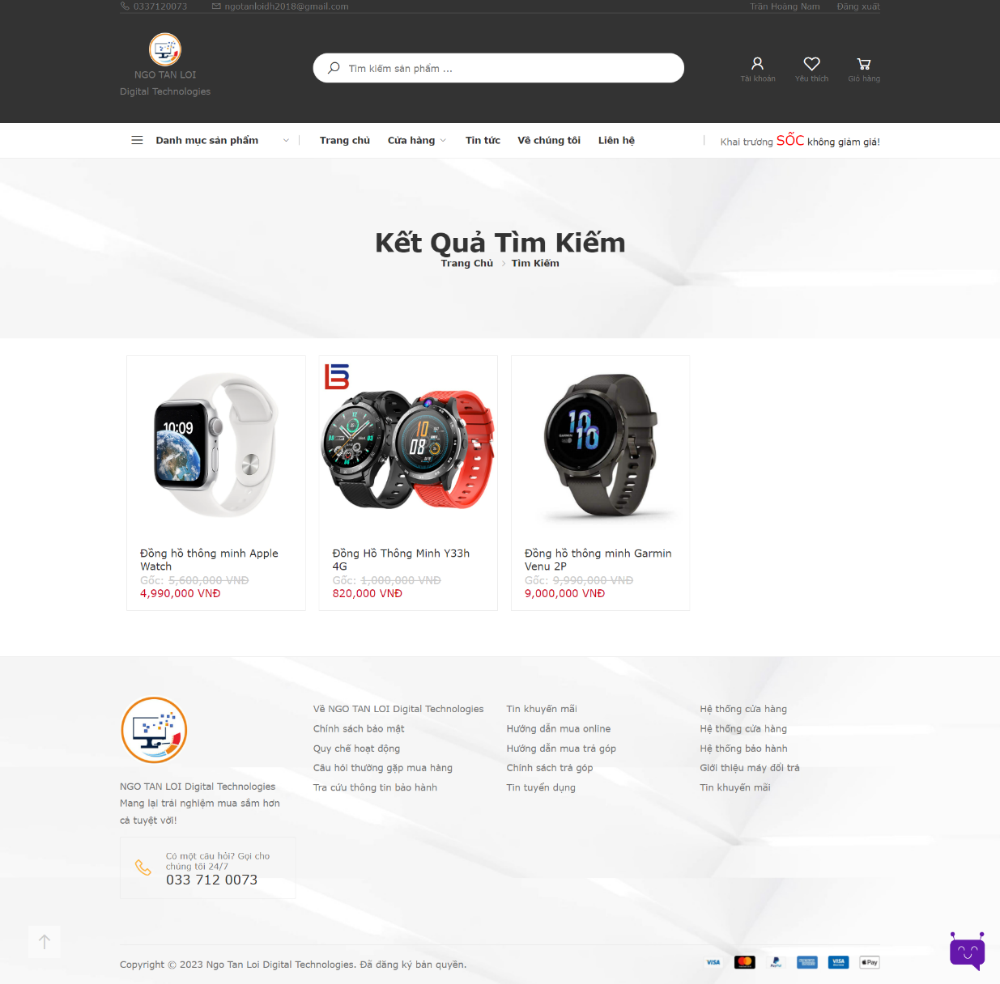 0337120073 ngotanloidh2018@gmail.com Trần Hoàng Nam Đăng xuất
NGO TAN LOI
Digital Technologies
Tìm kiếm sản phẩm ...
Tài khoản Yêu thích Giỏ hàng
Danh mục sản phẩm Trang chủ Cửa hàng Tin tức Về chúng tôi Liên hệ Khai trương SỐC không giảm giá!
Kết Quả Tìm Kiếm
Trang Chủ Tìm Kiếm
10:09
10
08
GARMIN
10
10
Đồng hồ thông minh Apple
Watch
Gốc: 5,600,000 VNĐ
4,990,000 VNĐ
Đồng Hồ Thông Minh Y33h
4G
Gốc: 1,000,000 VNĐ
820,000 VNĐ
Đồng hồ thông minh Garmin
Venu 2P
Gốc: 9,990,000 VNĐ
9,000,000 VNĐ
NGO TAN LOI Digital Technologies
Mang lại trải nghiệm mua sắm hơn
cả tuyệt vời!
Có một câu hỏi? Gọi cho
chúng tôi 24/7
033 712 0073
Về NGO TAN LOI Digital Technologies
Chính sách bảo mật
Quy chế hoạt động
Câu hỏi thường gặp mua hàng
Tra cứu thông tin bảo hành
Tin khuyến mãi
Hướng dẫn mua online
Hướng dẫn mua trả góp
Chính sách trả góp
Tin tuyển dụng
Hệ thống cửa hàng
Hệ thống cửa hàng
Hệ thống bảo hành
Giới thiệu máy đổi trả
Tin khuyến mãi
Copyright © 2023 Ngo Tan Loi Digital Technologies. Đã đăng ký bản quyền.
VISA PayPal VISA Pay